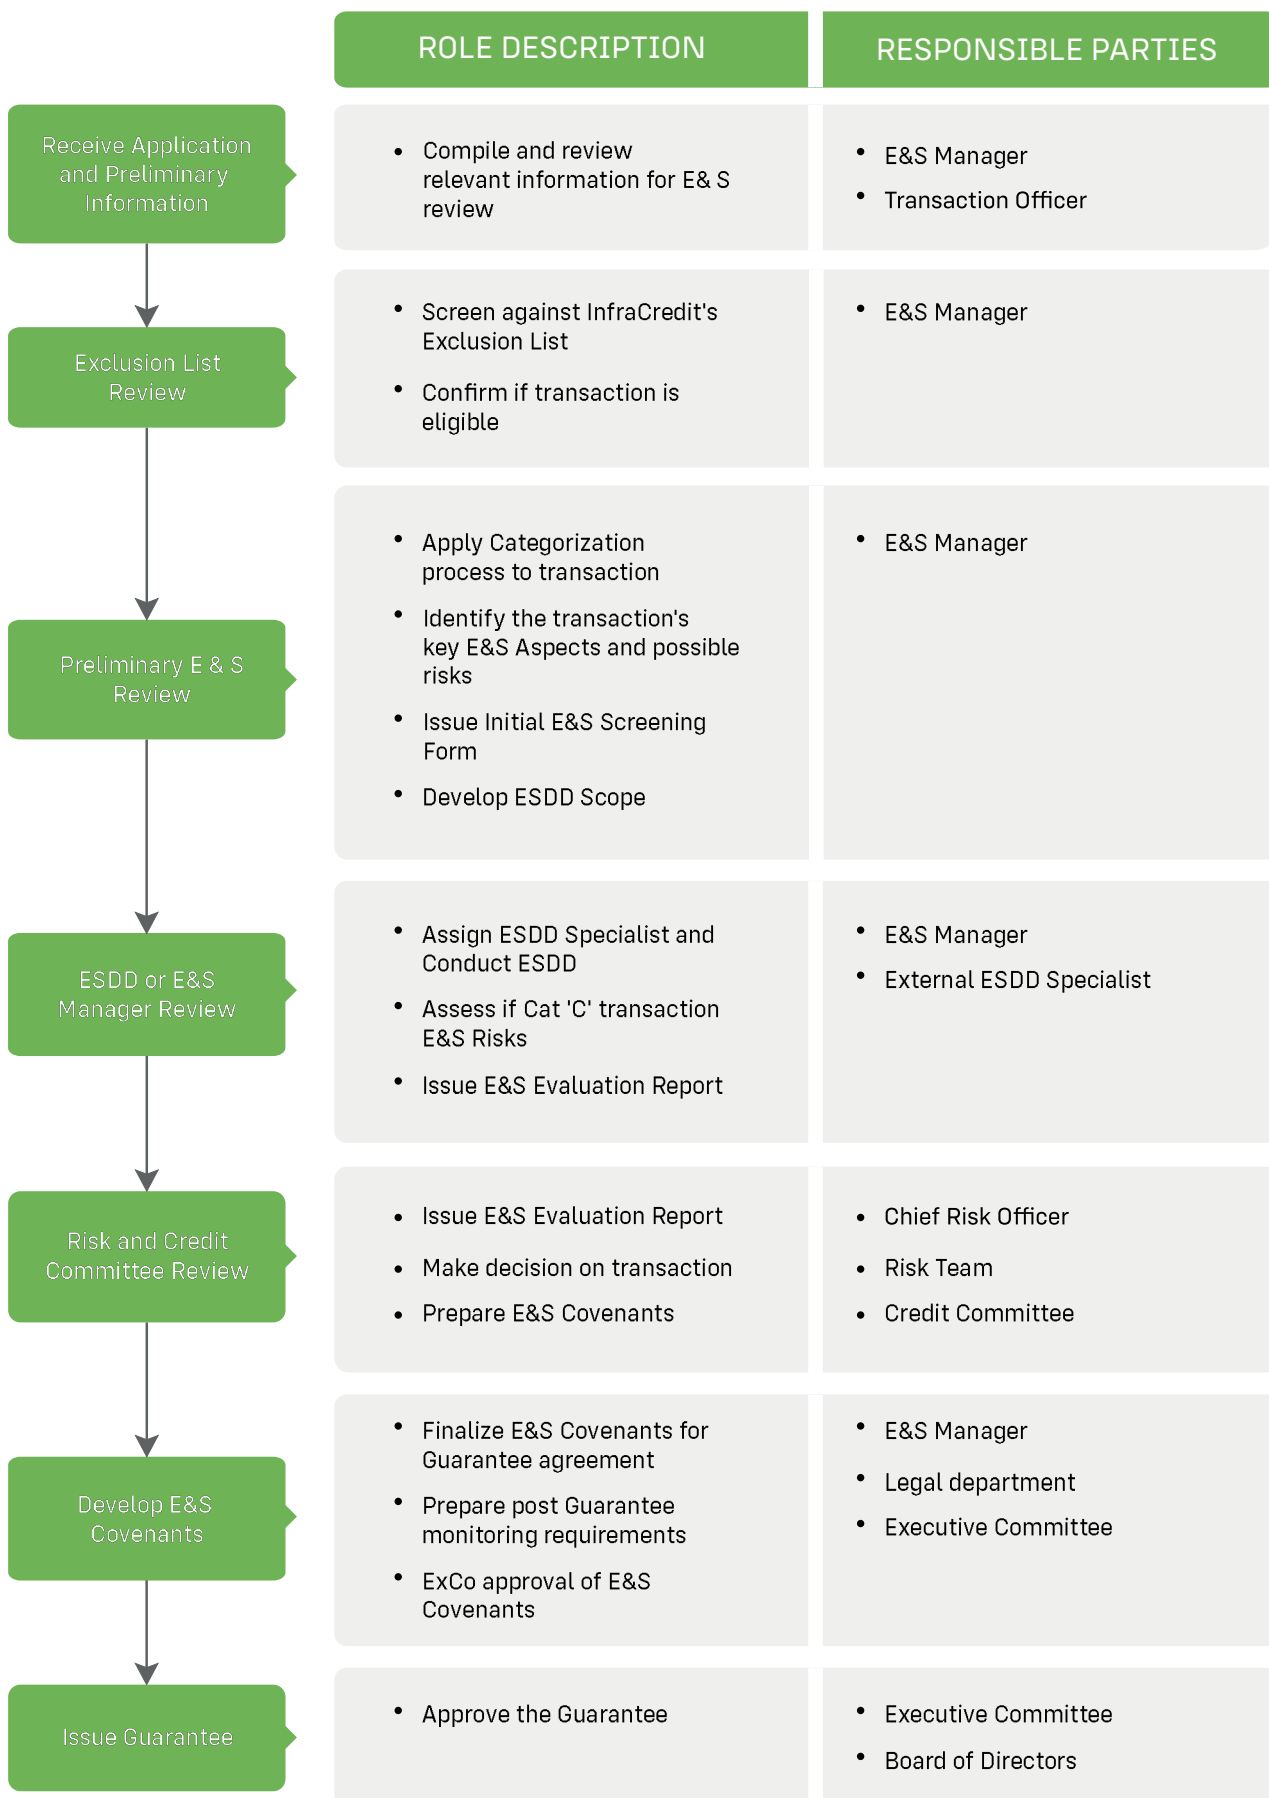 ROLE DESCRIPTION
RESPONSIBLE PARTIES
Receive Application
and Preliminary
Information
• Compile and review
relevant information for E& S
review
• E&S Manager
• Transaction Officer
Exclusion List
Review
• Screen against InfraCredit's
Exclusion List
• Confirm if transaction is
eligible
• E&S Manager
Preliminary E & S
Review
• Apply Categorization
process to transaction
• Identify the transaction's
key E&S Aspects and possible
risks
• Issue Initial E&S Screening
Form
• Develop ESDD Scope
• E&S Manager
ESDD or E&S
Manager Review
• Assign ESDD Specialist and
Conduct ESDD
• Assess if Cat 'C' transaction
E&S Risks
• Issue E&S Evaluation Report
• E&S Manager
• External ESDD Specialist
Risk and Credit
Committee Review
• Issue E&S Evaluation Report
• Make decision on transaction
• Prepare E&S Covenants
• Chief Risk Officer
• Risk Team
• Credit Committee
Develop E&S
Covenants
• Finalize E&S Covenants for
Guarantee agreement
• Prepare post Guarantee
monitoring requirements
• ExCo approval of E&S
Covenants
• E&S Manager
• Legal department
• Executive Committee
Issue Guarantee
• Approve the Guarantee
• Executive Committee
• Board of Directors